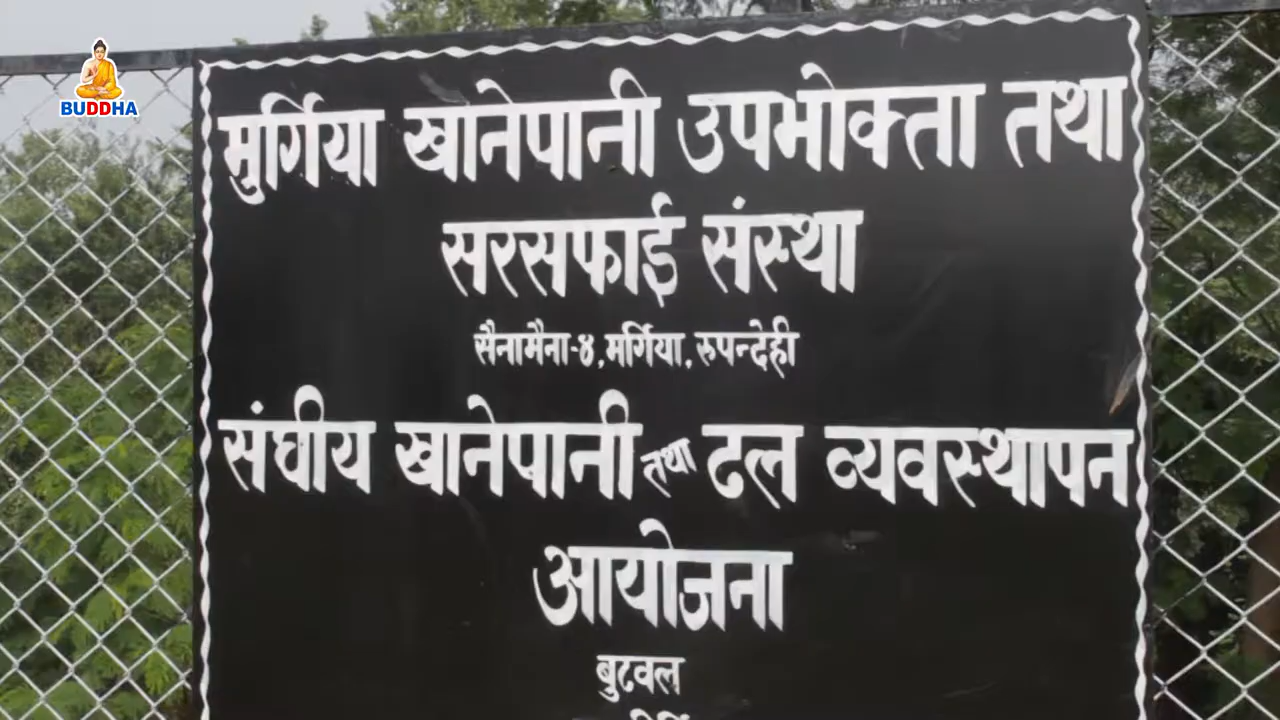 BUDDHA
मुर्गिया खानेपानी उपभोक्ता तथा
सरसफाई संस्था
सैनामैना-४, मर्गिया, रुपन्देही
संघीय खानेपानी तथा ढल व्यवस्थापन
आयोजना
बुटवल